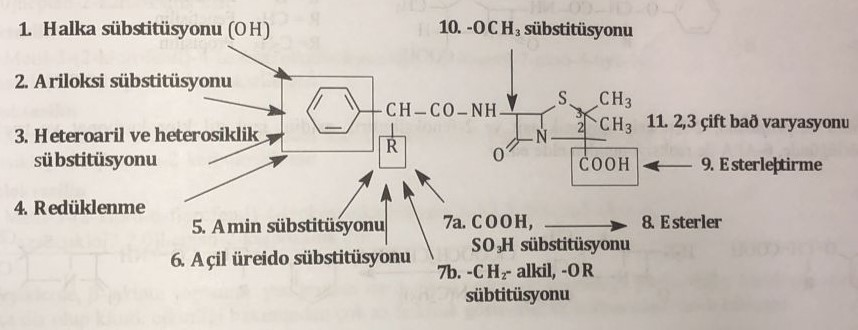 1. Halka sübstitüsyonu (OH)
10. -OCH3 sübstitüsyonu
2. Ariloksi sübstitüsyonu
3. Heteroaril ve heterosiklik
sübstitüsyonu
4. Redüklenme
CH-CO-NH
R
S
3
2
N
O
CH3
CH3
COOH
11. 2,3 çift bað varyasyonu
9. Esterleþtirme
5. Amin sübstitüsyonu
6. Açil üreido sübstitüsyonu
7a. COOH,
SO3H sübstitüsyonu
8. Esterler
7b. -CH2- alkil, -OR
sübtitüsyonu